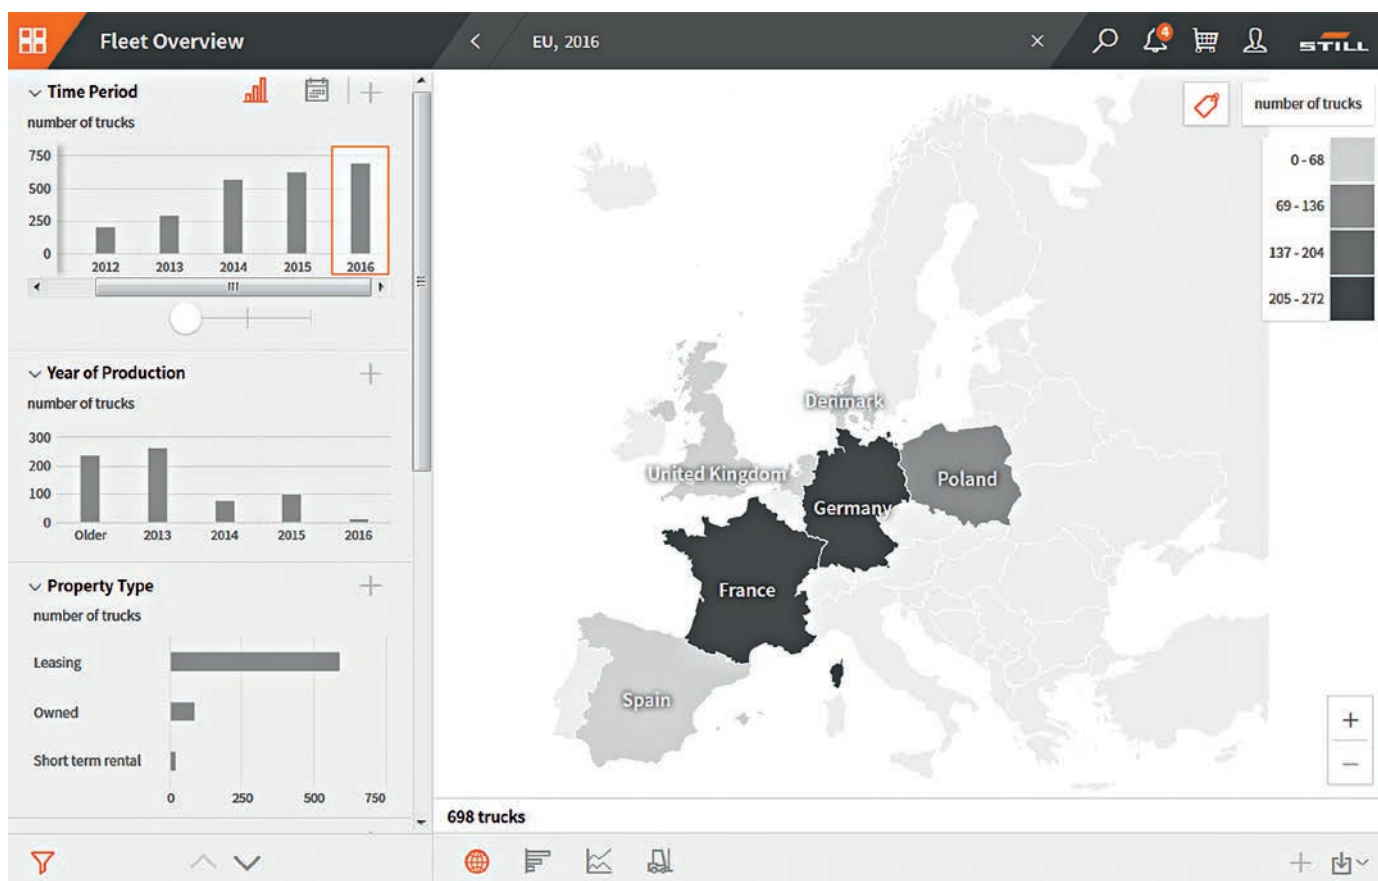 Fleet Overview
EU, 2016
4
STILL
Time Period
number of trucks
750
500
250
0
2012 2013 2014 2015 2016
Year of Production
number of trucks
300
200
100
0
Older 2013 2014 2015 2016
Property Type
number of trucks
Leasing
Owned
Short term rental
0 250 500 750
number of trucks
0 - 68
69 - 136
137 - 204
205 - 272
Denmark
United Kingdom
Poland
Germany
France
Spain
698 trucks